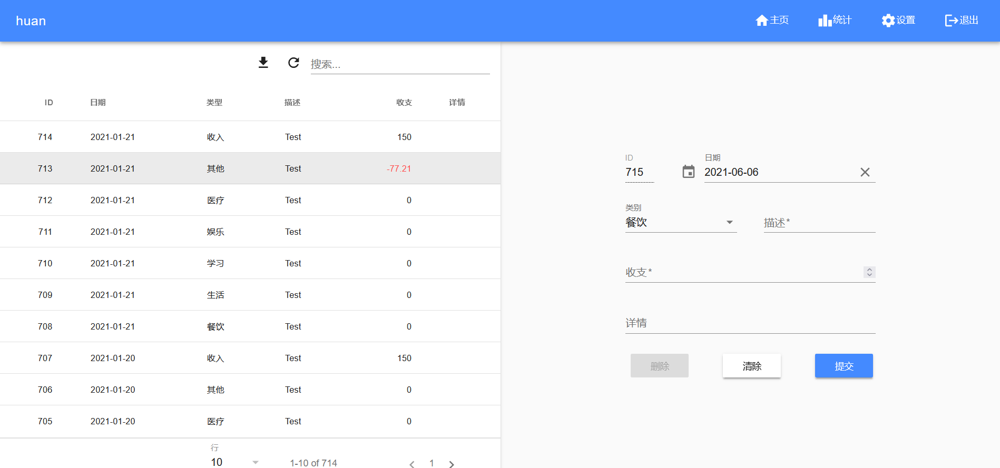 huan
主页 统计 设置 退出
搜索...
ID 日期 类型 描述 收支 详情
714 2021-01-21 收入 Test 150
713 2021-01-21 其他 Test -77.21
712 2021-01-21 医疗 Test 0
711 2021-01-21 娱乐 Test 0
710 2021-01-21 学习 Test 0
709 2021-01-21 生活 Test 0
708 2021-01-21 餐饮 Test 0
707 2021-01-20 收入 Test 150
706 2021-01-20 其他 Test 0
705 2021-01-20 医疗 Test 0
行
10 1-10 of 714 1
ID 日期
715 2021-06-06
类别
餐饮 描述*
收支*
详情
删除 清除 提交